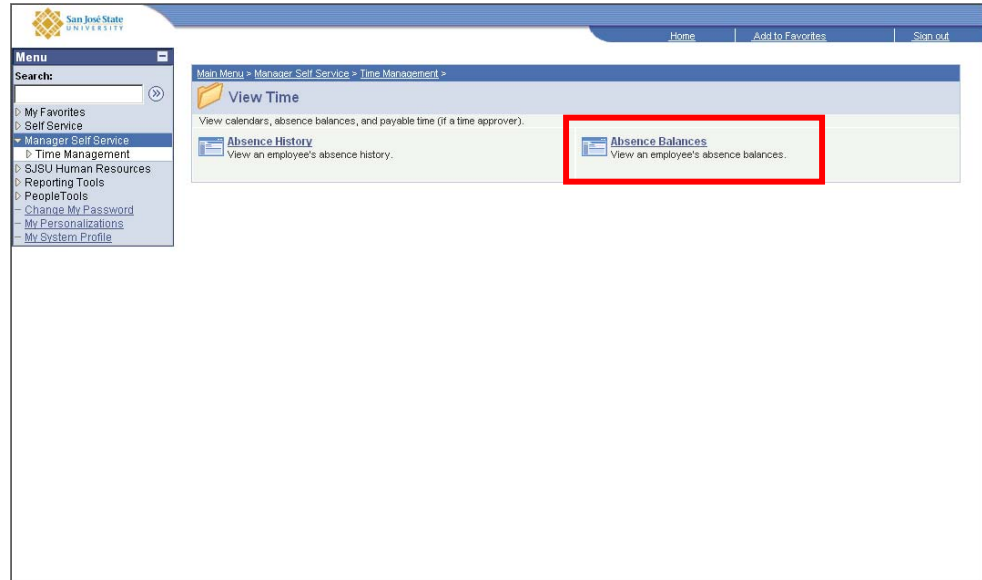 San José State
UNIVERSITY
Home Add to Favorites Sign out
Menu
Search:
My Favorites
Self Service
Manager Self Service
Time Management
SJSU Human Resources
Reporting Tools
PeopleTools
Change My Password
My Personalizations
My System Profile
Main Menu > Manager Self Service > Time Management >
View Time
View calendars, absence balances, and payable time (if a time approver).
Absence History
View an employee's absence history.
Absence Balances
View an employee's absence balances.